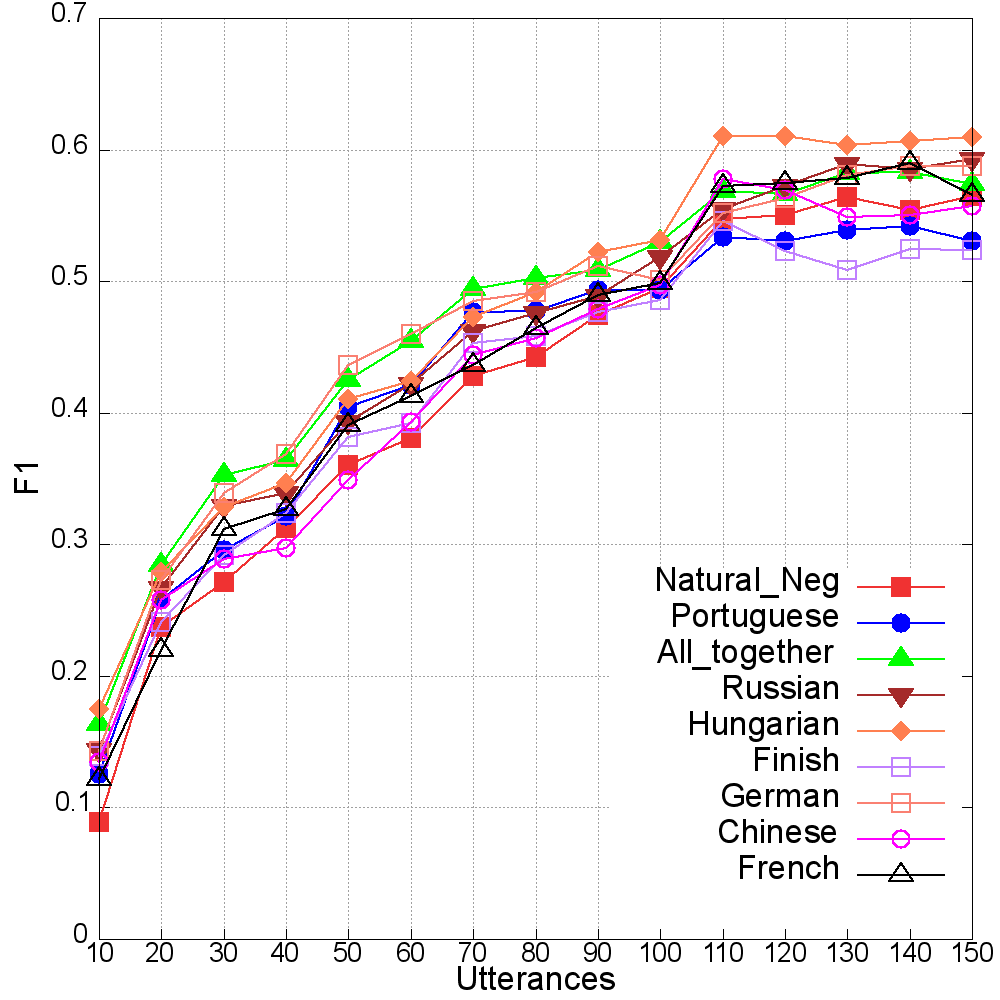 0.7
0.6
0.5
0.4
0.3
0.2
0.1
0
F1
Natural_Neg
Portuguese
All_together
Russian
Hungarian
Finish
German
Chinese
French
10 20 30 40 50 60 70 80 90 100 110 120 130 140 150
Utterances